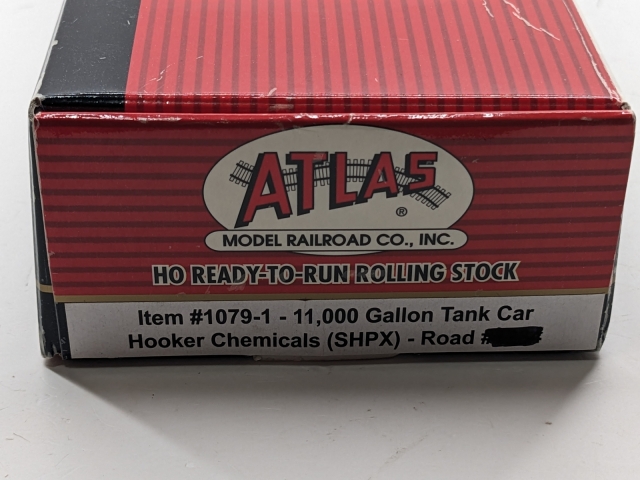 ATLAS
®
MODEL RAILROAD CO., INC.
HO READY-TO-RUN ROLLING STOCK
Item #1079-1 - 11,000 Gallon Tank Car
Hooker Chemicals (SHPX) - Road #